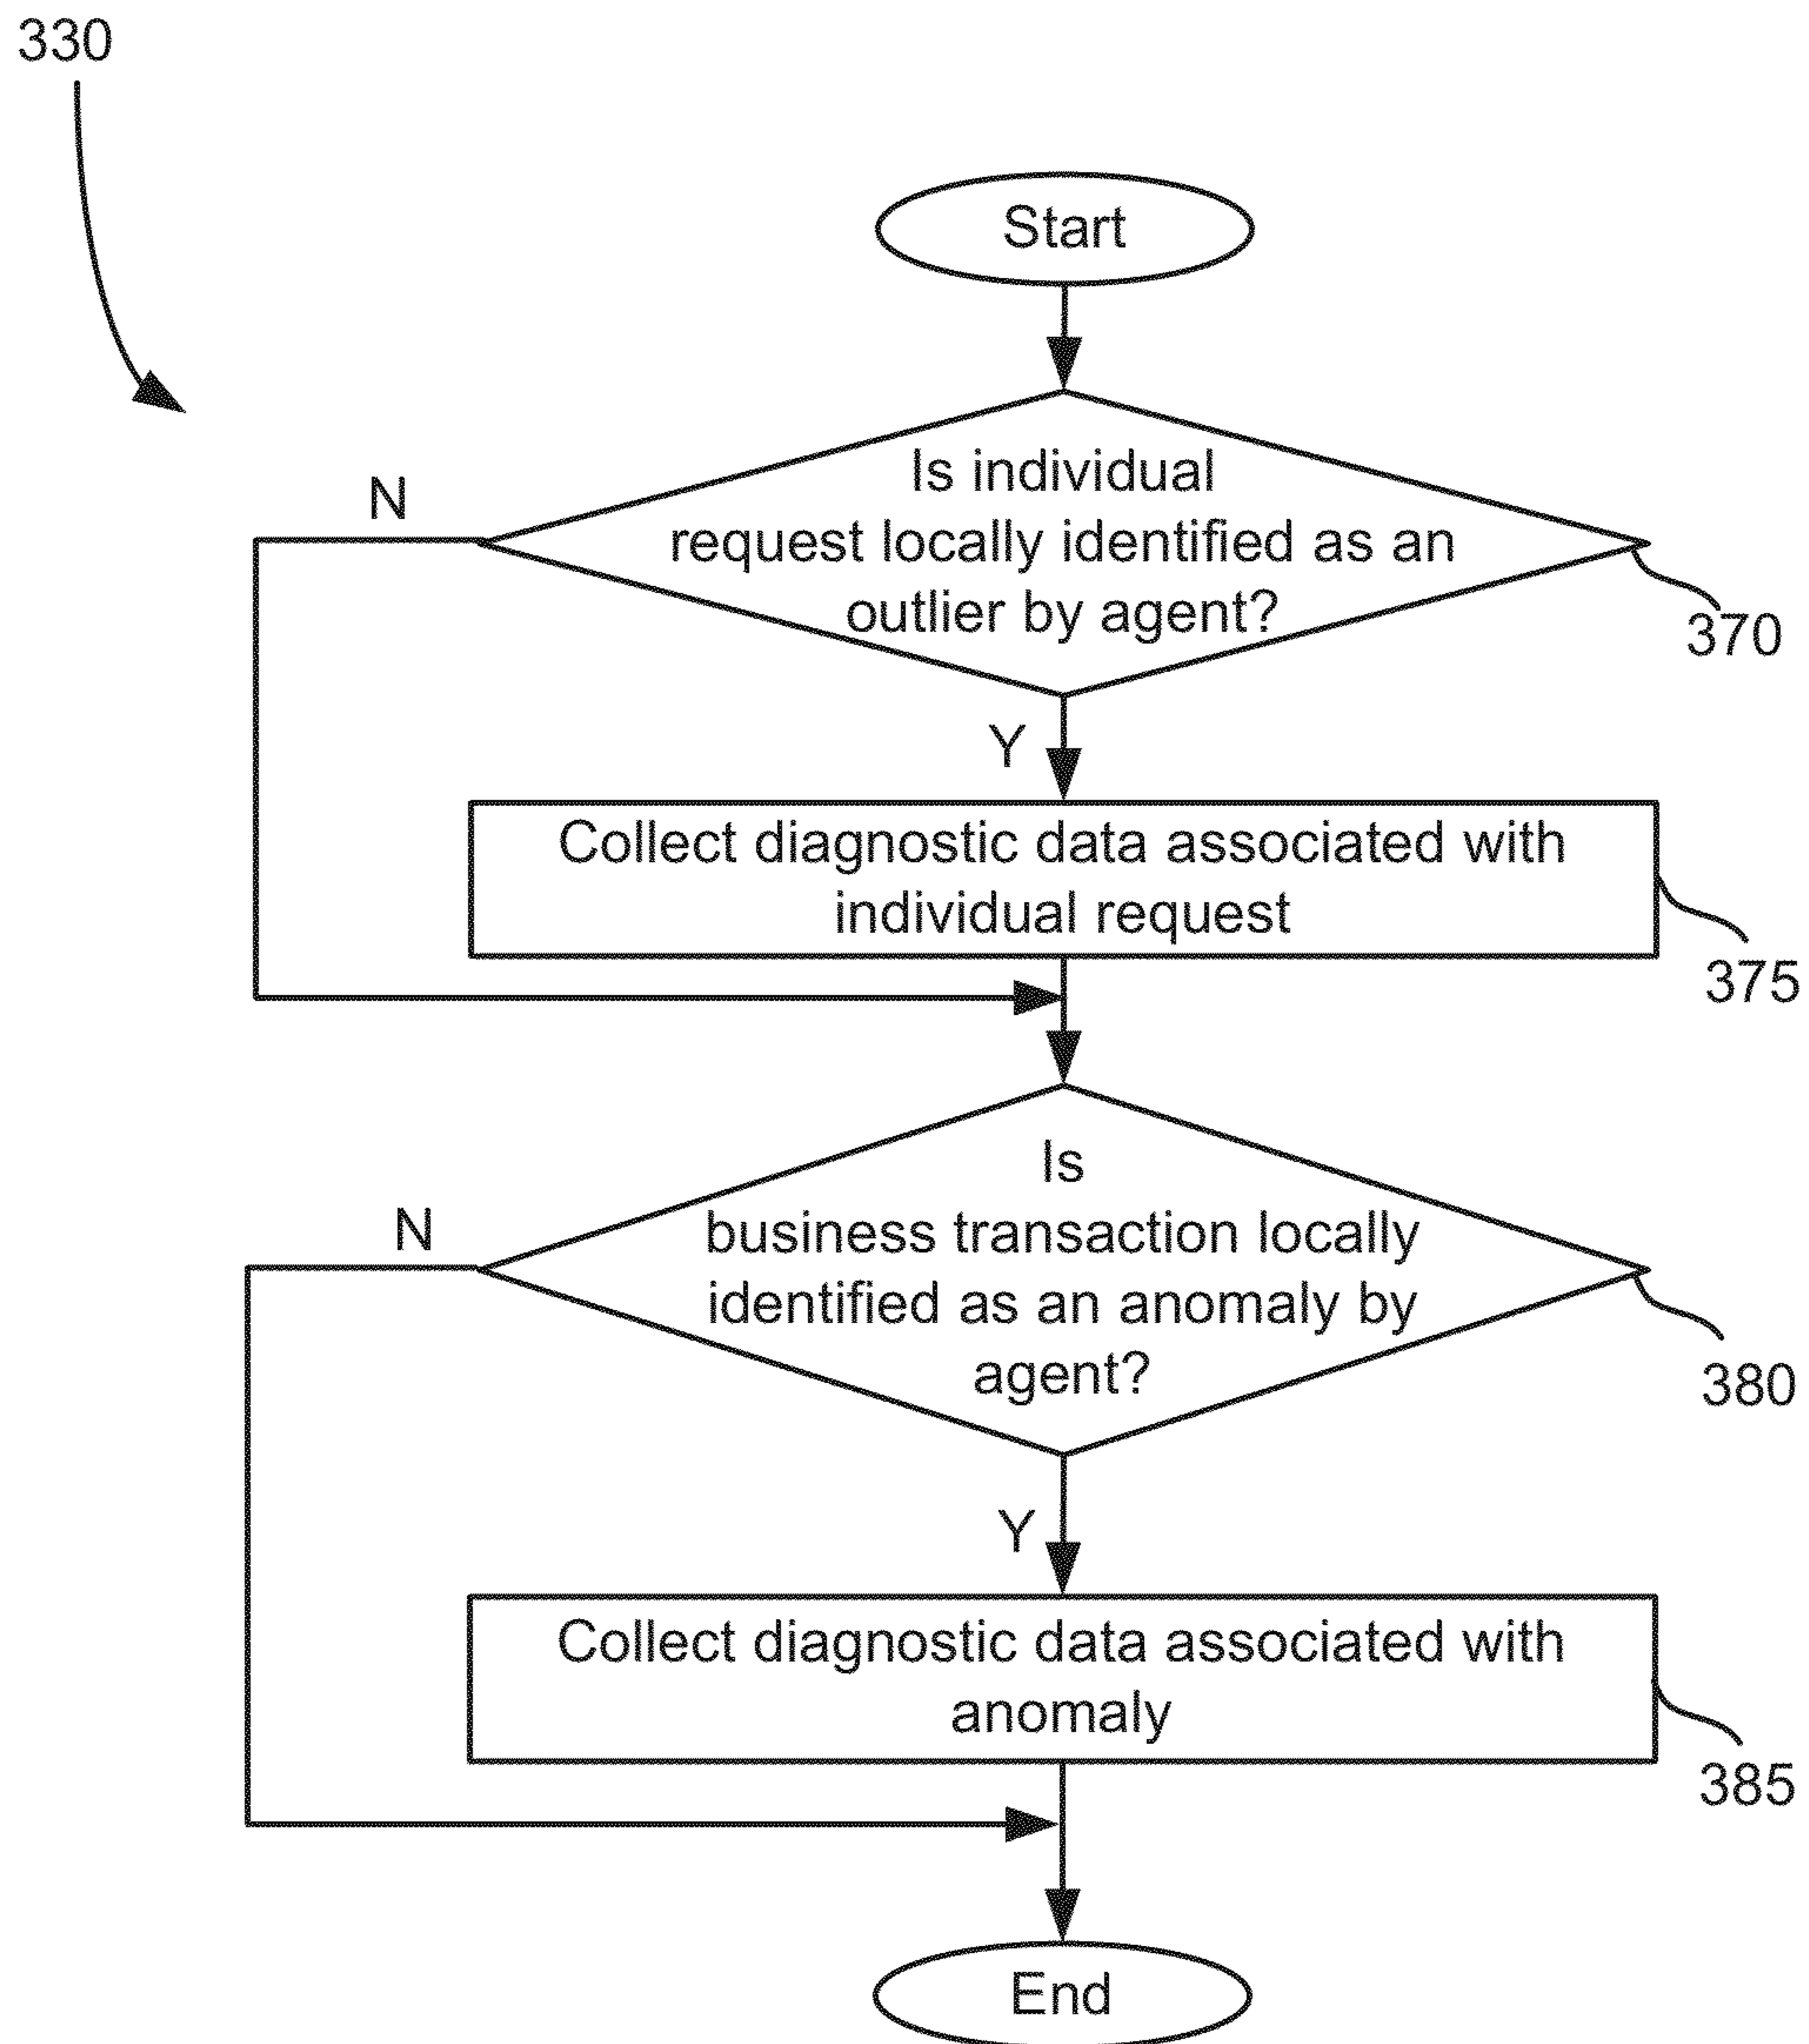 330
Start
Is individual
request locally identified as an
outlier by agent?
N
370
Y
Collect diagnostic data associated with
individual request
375
Is
business transaction locally
identified as an anomaly by
agent?
N
380
Y
Collect diagnostic data associated with
anomaly
385
End